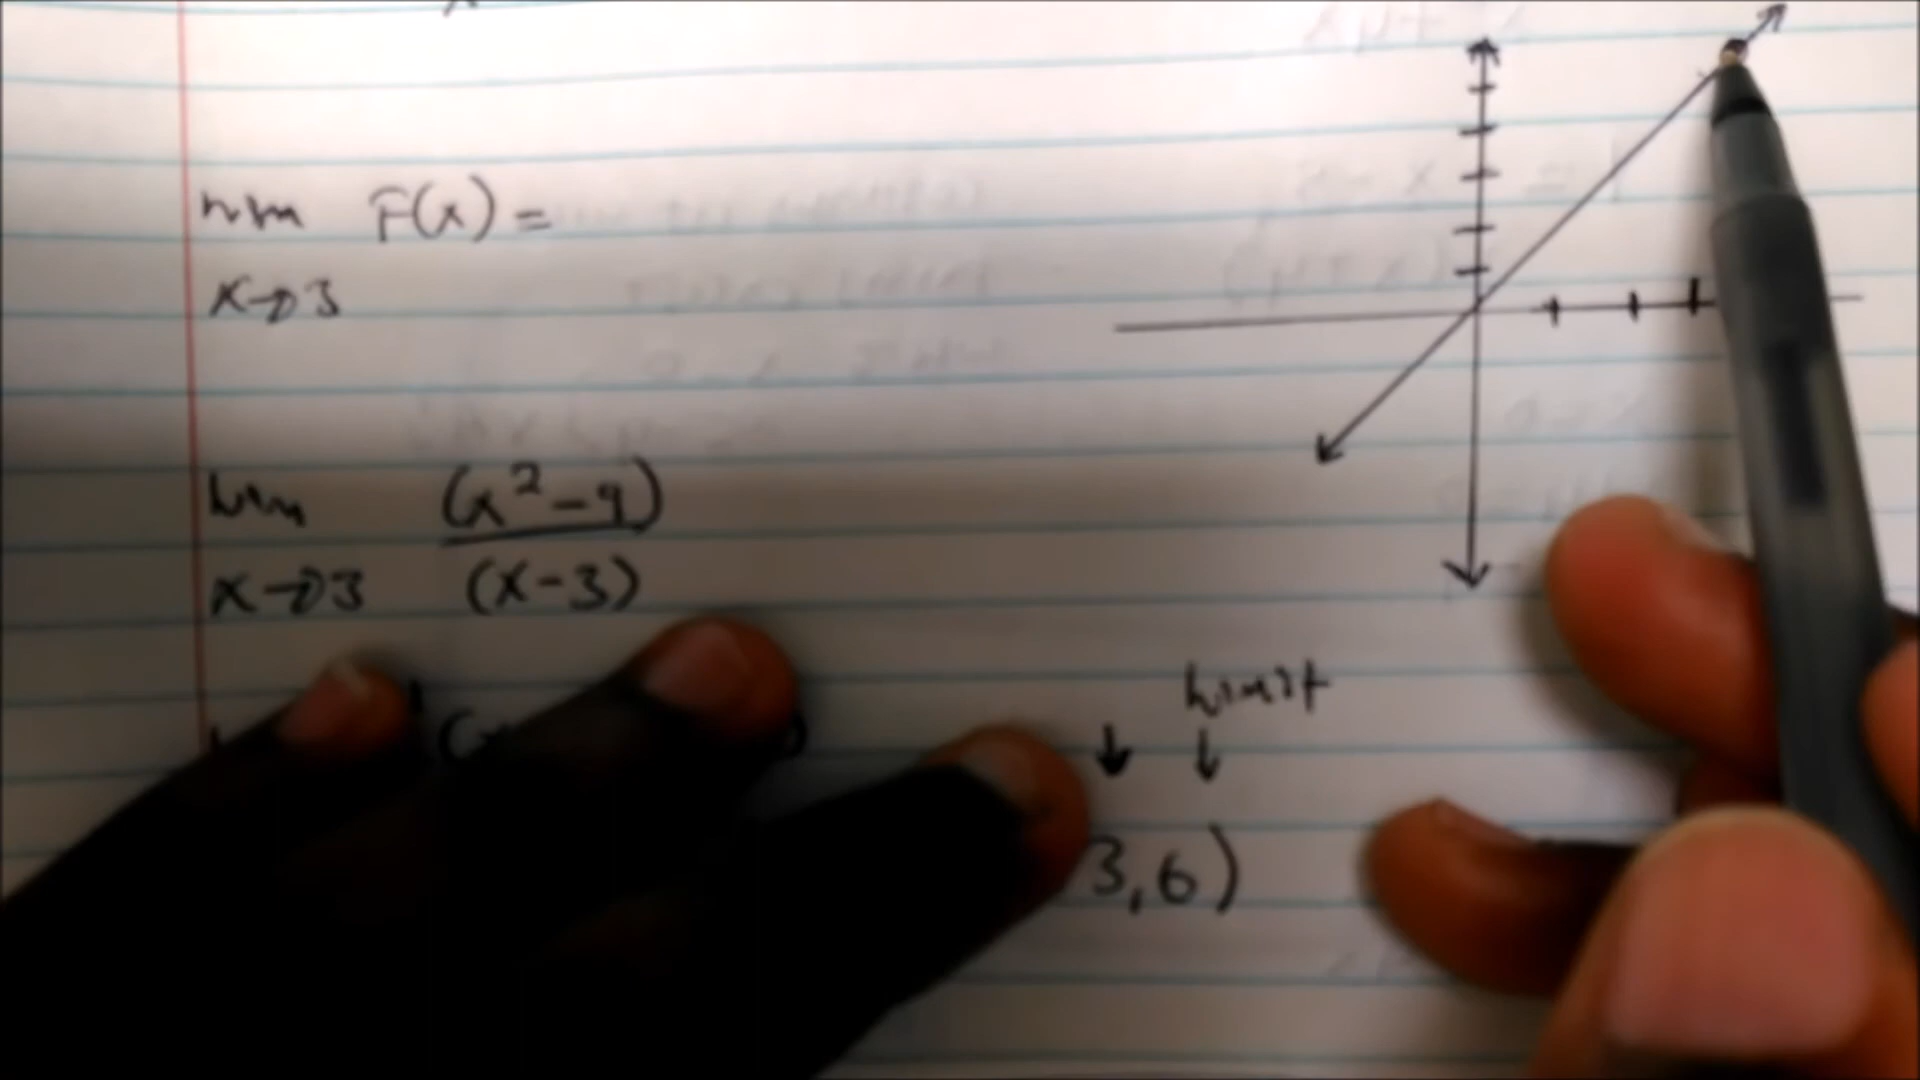 lim F(x) =
x→3
lim (x²-9)
x→3 (x-3)
Limit
↓ ↓
3,6)